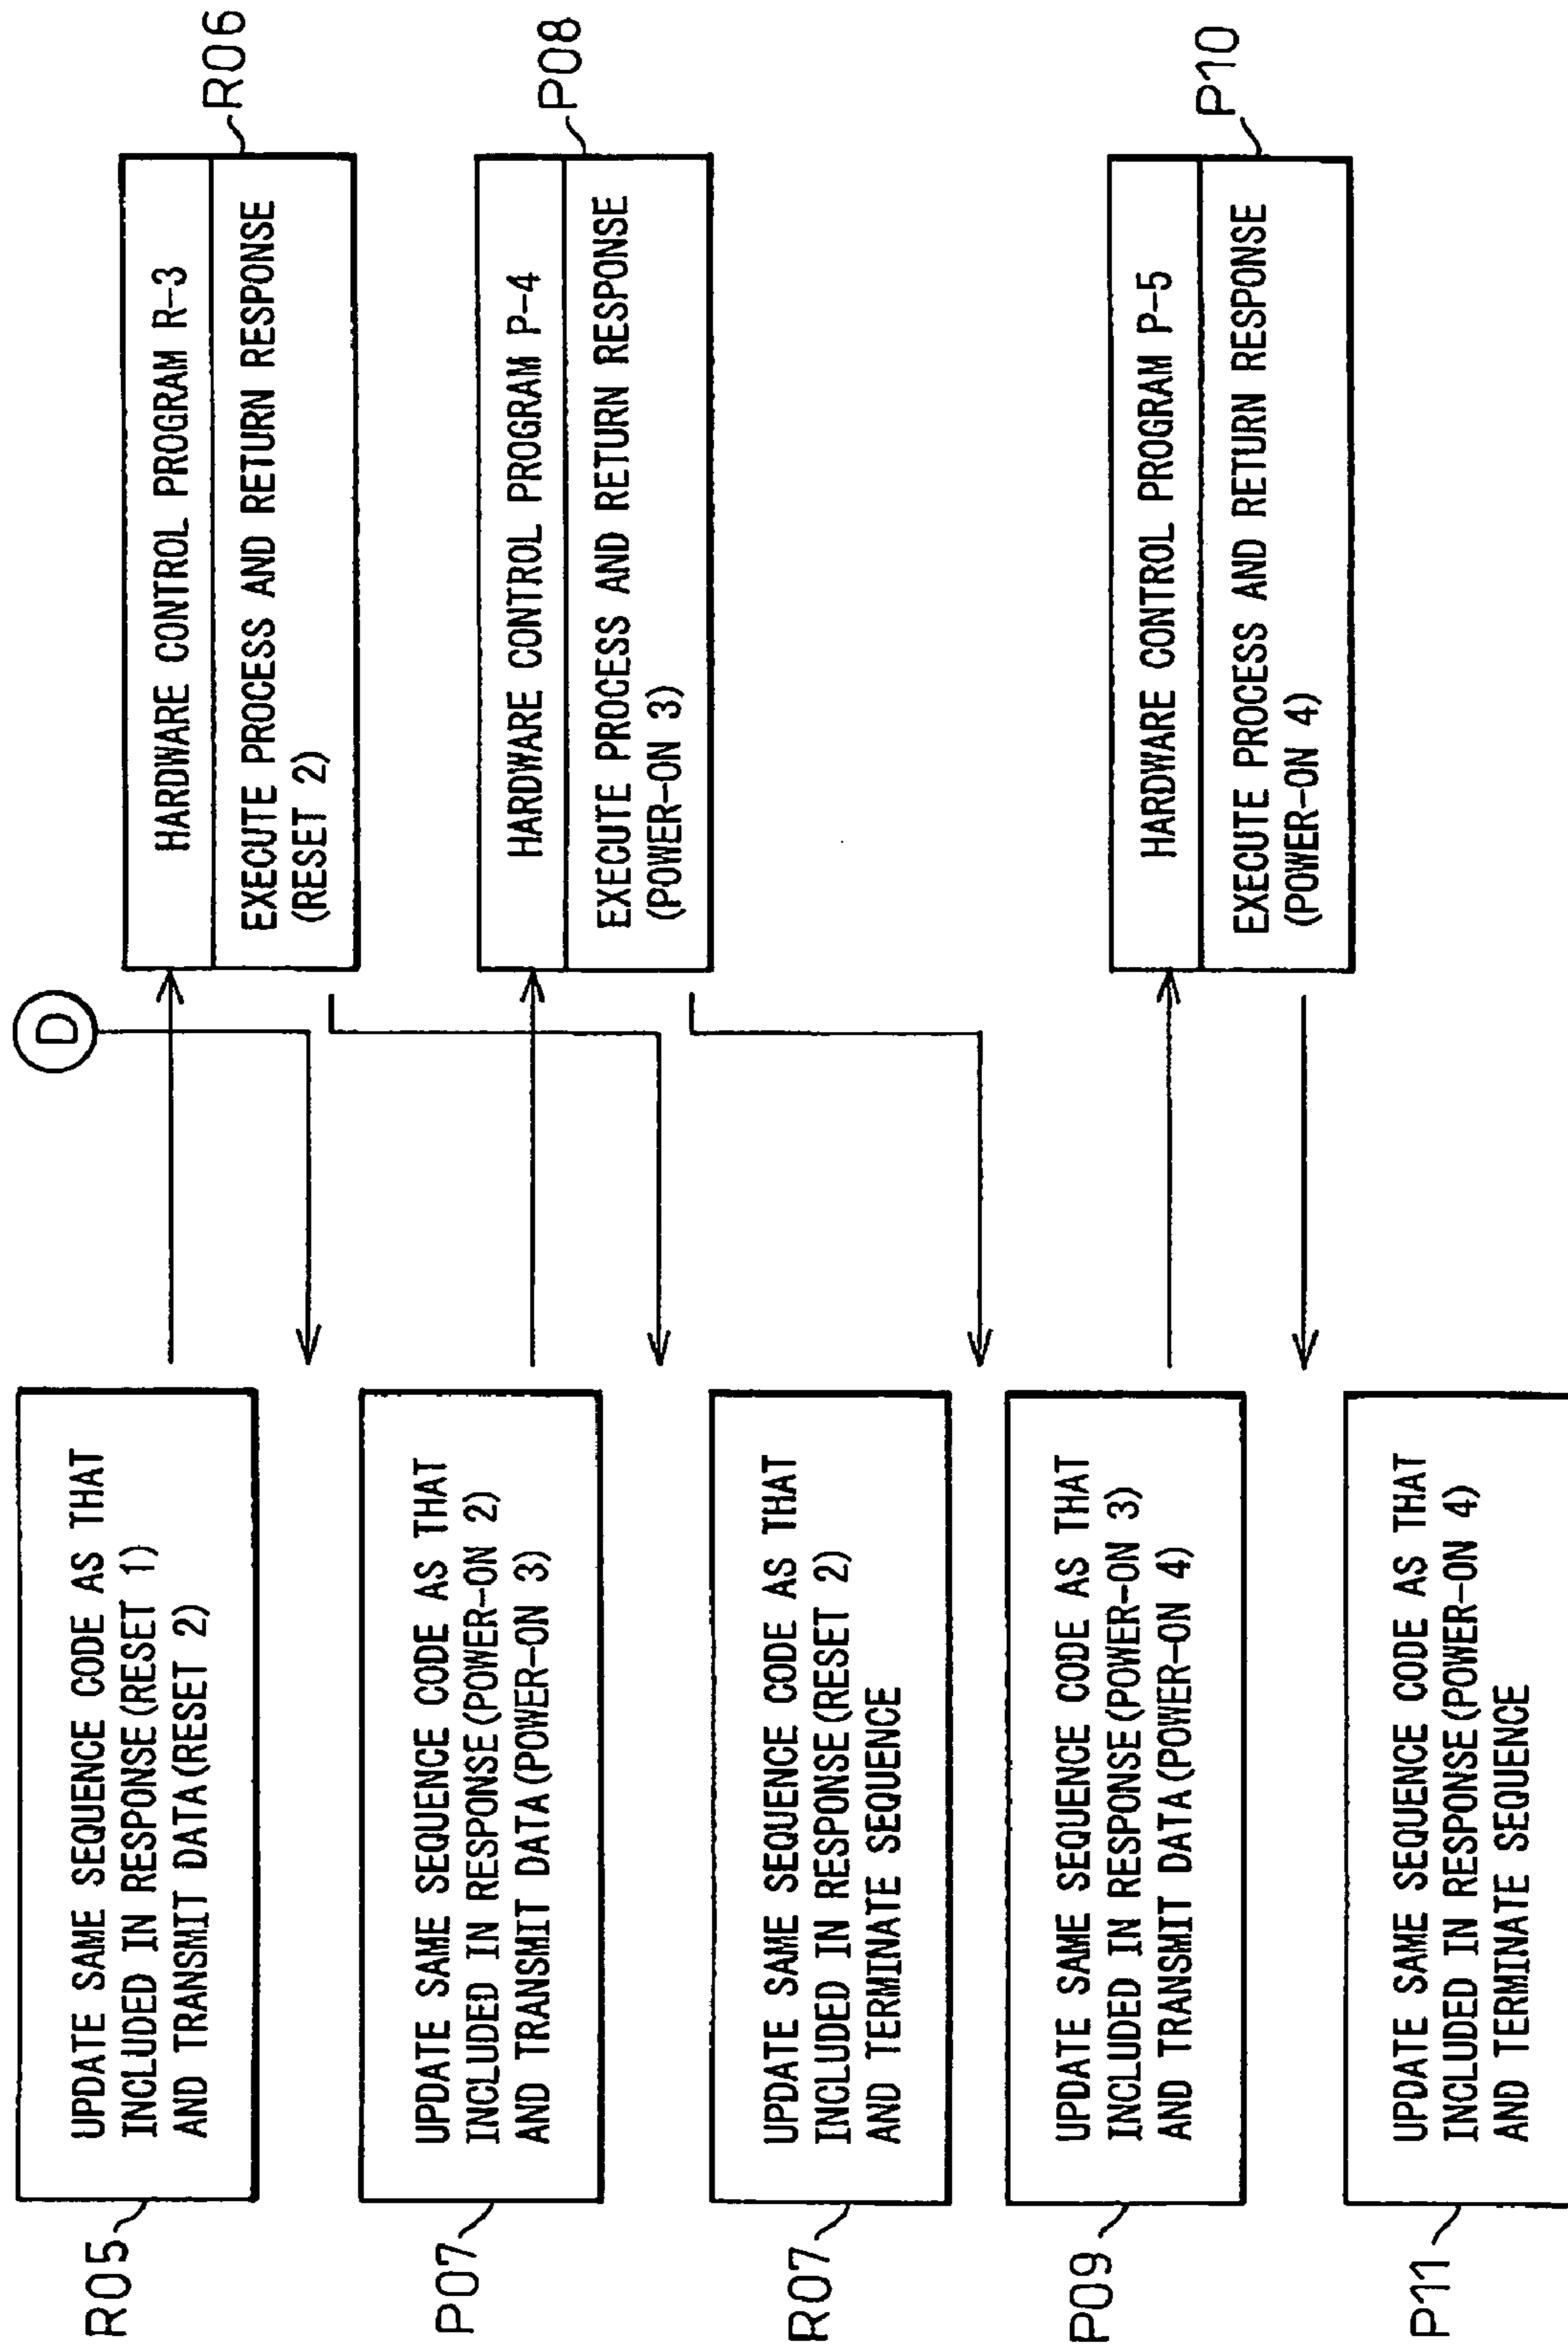 R05
UPDATE SAME SEQUENCE CODE AS THAT
INCLUDED IN RESPONSE(RESET 1)
AND TRANSMIT DATA(RESET 2)
D
HARDWARE CONTROL PROGRAM R-3
EXECUTE PROCESS AND RETURN RESPONSE
(RESET 2)
R06
P07
UPDATE SAME SEQUENCE CODE AS THAT
INCLUDED IN RESPONSE(POWER-ON 2)
AND TRANSMIT DATA(POWER-ON 3)
HARDWARE CONTROL PROGRAM P-4
EXECUTE PROCESS AND RETURN RESPONSE
(POWER-ON 3)
P08
R07
UPDATE SAME SEQUENCE CODE AS THAT
INCLUDED IN RESPONSE(RESET 2)
AND TERMINATE SEQUENCE
P09
UPDATE SAME SEQUENCE CODE AS THAT
INCLUDED IN RESPONSE(POWER-ON 3)
AND TRANSMIT DATA(POWER-ON 4)
HARDWARE CONTROL PROGRAM P-5
EXECUTE PROCESS AND RETURN RESPONSE
(POWER-ON 4)
P10
P11
UPDATE SAME SEQUENCE CODE AS THAT
INCLUDED IN RESPONSE(POWER-ON 4)
AND TERMINATE SEQUENCE